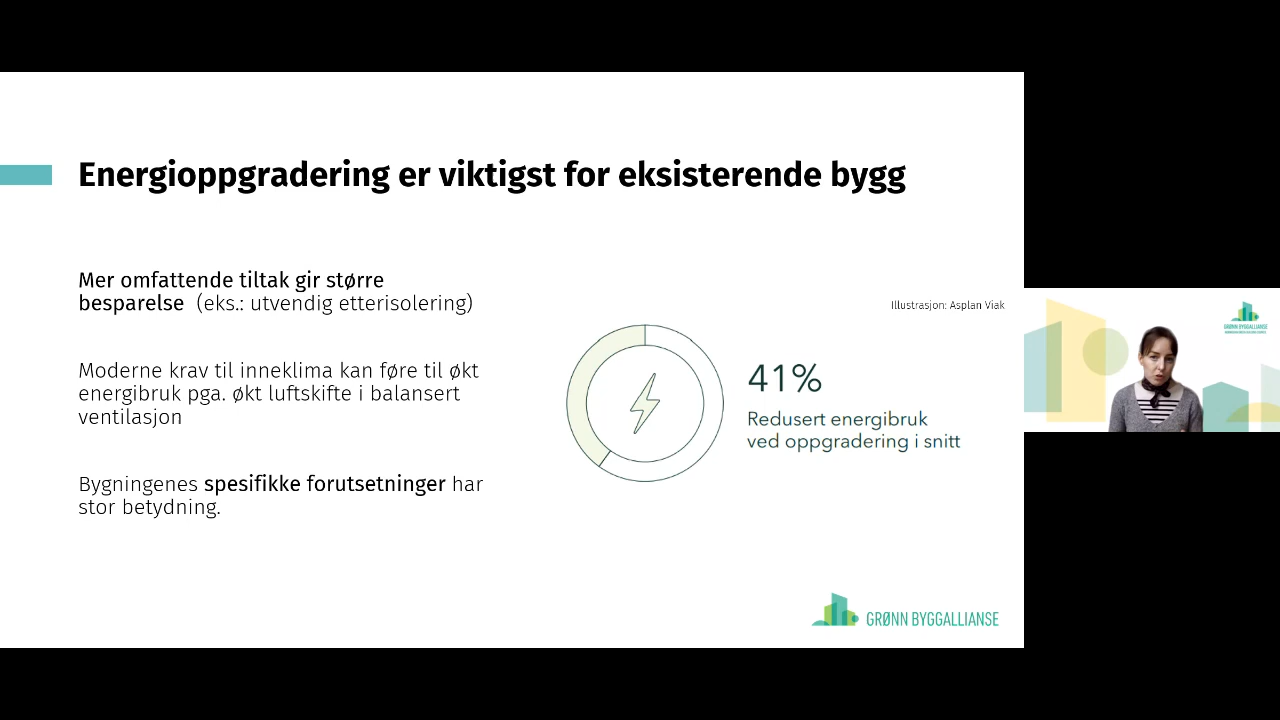 Energioppgradering er viktigst for eksisterende bygg
Mer omfattende tiltak gir større
besparelse (eks.: utvendig etterisolering)
Moderne krav til inneklima kan føre til økt
energibruk pga. økt luftskifte i balansert
ventilasjon
Bygningenes spesifikke forutsetninger har
stor betydning.
Illustrasjon: Asplan Viak
41%
Redusert energibruk
ved oppgradering i snitt
GRØNN BYGGALLIANSE
GRØNN BYGGALLIANSE